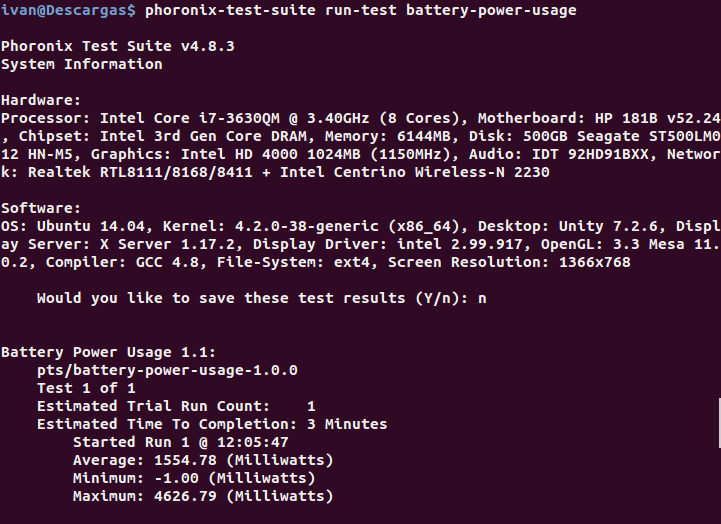 ivan@Descargas$ phoronix-test-suite run-test battery-power-usage
Phoronix Test Suite v4.8.3
System Information
Hardware:
Processor: Intel Core i7-3630QM @ 3.40GHz (8 Cores), Motherboard: HP 181B v52.24
, Chipset: Intel 3rd Gen Core DRAM, Memory: 6144MB, Disk: 500GB Seagate ST500LM0
12 HN-M5, Graphics: Intel HD 4000 1024MB (1150MHz), Audio: IDT 92HD91BXX, Networ
k: Realtek RTL8111/8168/8411 + Intel Centrino Wireless-N 2230
Software:
OS: Ubuntu 14.04, Kernel: 4.2.0-38-generic (x86_64), Desktop: Unity 7.2.6, Displ
ay Server: X Server 1.17.2, Display Driver: intel 2.99.917, OpenGL: 3.3 Mesa 11.
0.2, Compiler: GCC 4.8, File-System: ext4, Screen Resolution: 1366x768
Would you like to save these test results (Y/n): n
Battery Power Usage 1.1:
pts/battery-power-usage-1.0.0
Test 1 of 1
Estimated Trial Run Count:    1
Estimated Time To Completion: 3 Minutes
Started Run 1 @ 12:05:47
Average: 1554.78 (Milliwatts)
Minimum: -1.00 (Milliwatts)
Maximum: 4626.79 (Milliwatts)